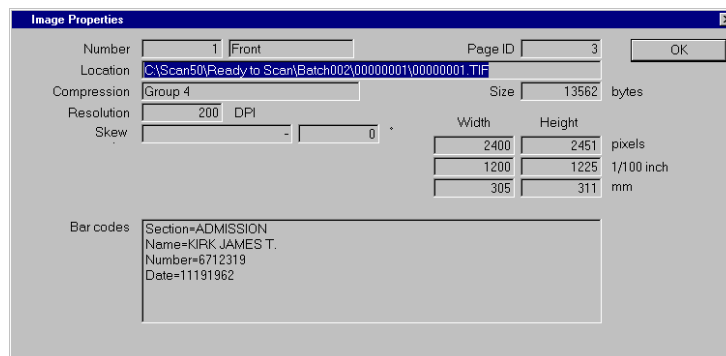 Image Properties
Number 1 Front Page ID 3 OK
Location C:\Scan50\Ready to Scan\Batch002\00000001\00000001.TIF
Compression Group 4 Size 13562 bytes
Resolution 200 DPI
Skew - 0 °
Width Height
2400 2451 pixels
1200 1225 1/100 inch
305 311 mm
Bar codes Section=ADMISSION
Name=KIRK JAMES T.
Number=6712319
Date=11191962